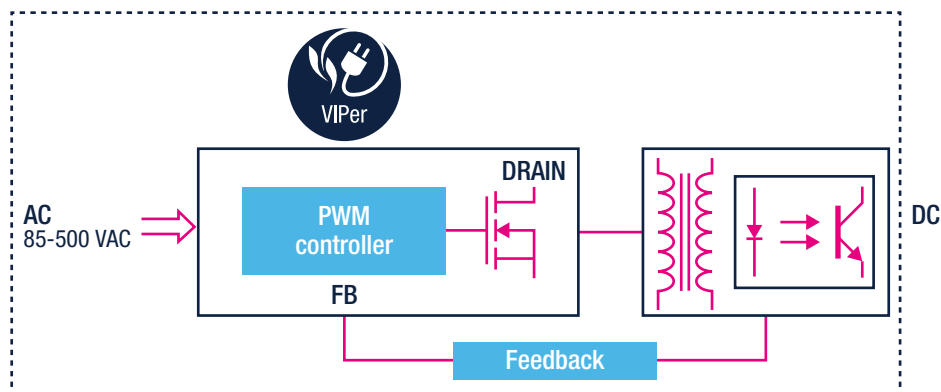 VIPer
DRAIN
AC
85-500 VAC
PWM
controller
DC
FB
Feedback